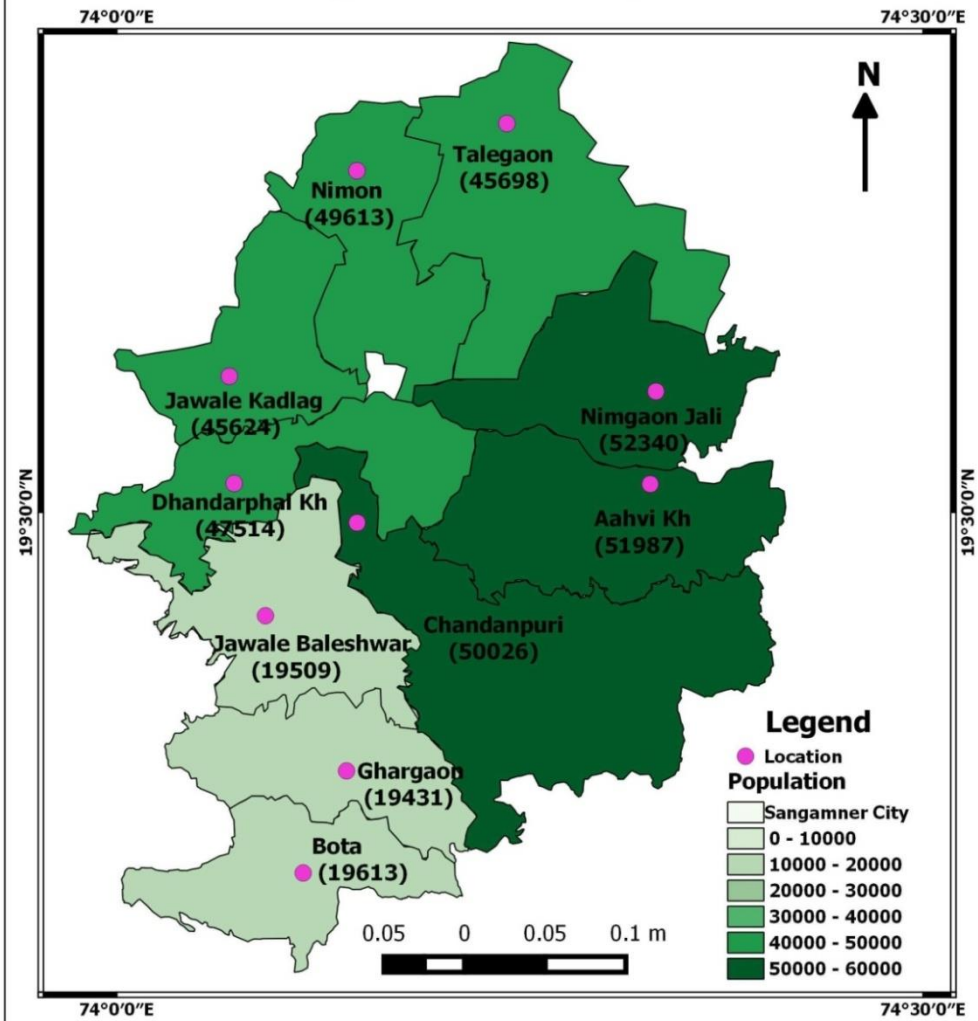 74°0'0"E 74°30'0"E
N
Talegaon
(45698)
Nimon
(49613)
Jawale Kadlag
(45624)
Nimgaon Jali
(52340)
Dhandarphal Kh
(47514)
Aahvi Kh
(51987)
19°30'0"N 19°30'0"N
Chandanpuri
(50026)
Jawale Baleshwar
(19509)
Ghargaon
(19431)
Bota
(19613)
Legend
Location
Population
Sangamner City
0 - 10000
10000 - 20000
20000 - 30000
30000 - 40000
40000 - 50000
50000 - 60000
0.05 0 0.05 0.1 m
74°0'0"E 74°30'0"E